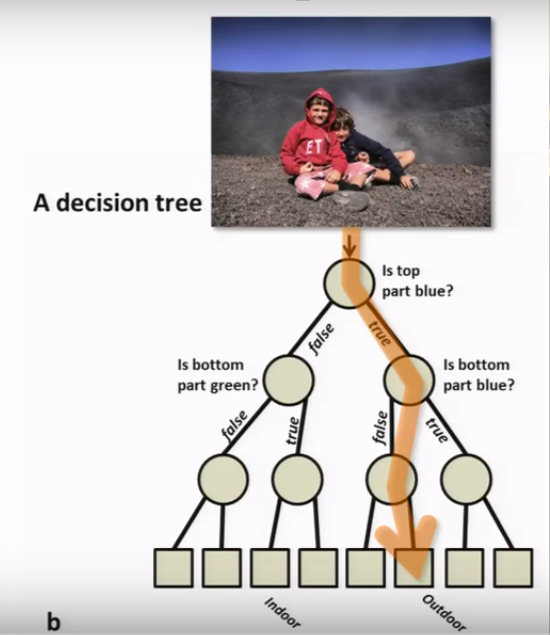 ET
A decision tree
Is top
part blue?
false
true
Is bottom
part green?
Is bottom
part blue?
false
true
false
true
Indoor
Outdoor
b